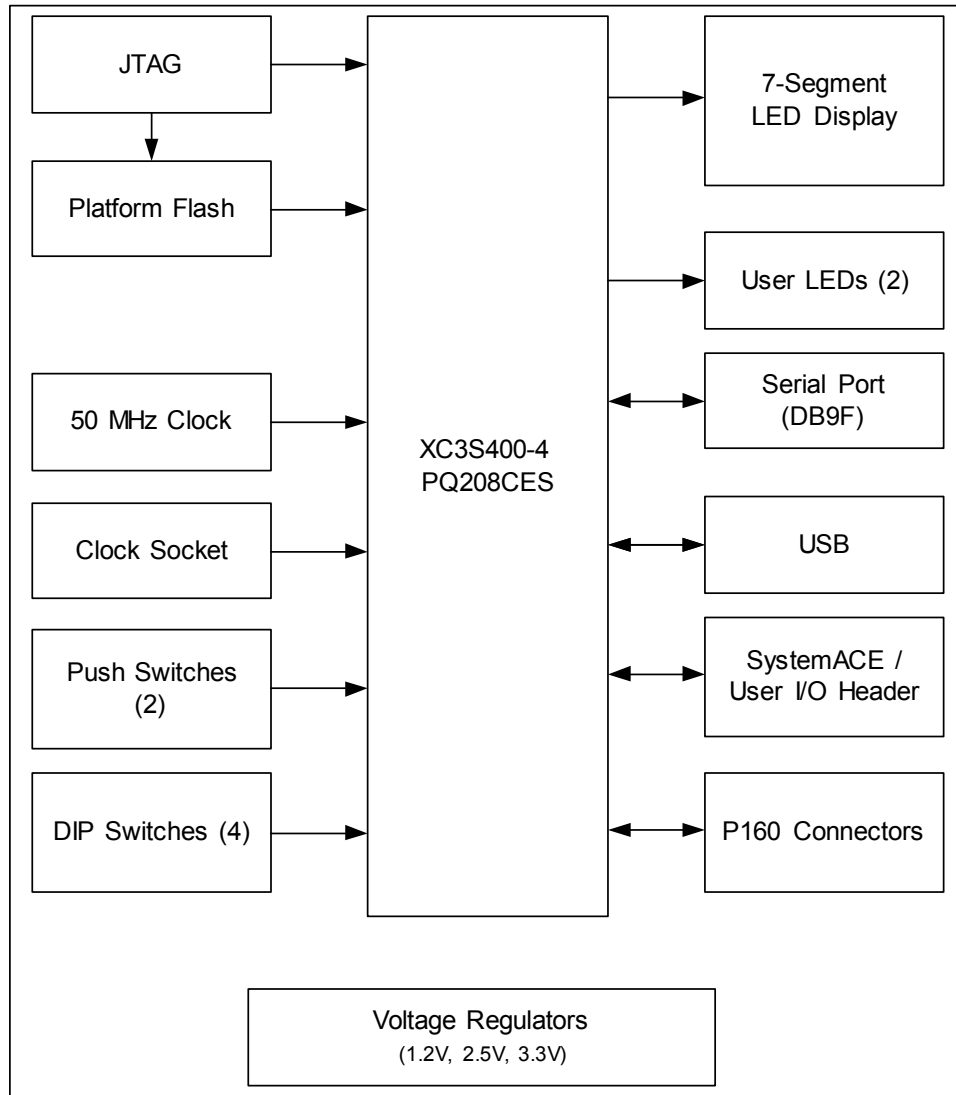 JTAG
Platform Flash
50 MHz Clock
Clock Socket
Push Switches
(2)
DIP Switches (4)
XC3S400-4
PQ208CES
7-Segment
LED Display
User LEDs (2)
Serial Port
(DB9F)
USB
SystemACE /
User I/O Header
P160 Connectors
Voltage Regulators
(1.2V, 2.5V, 3.3V)